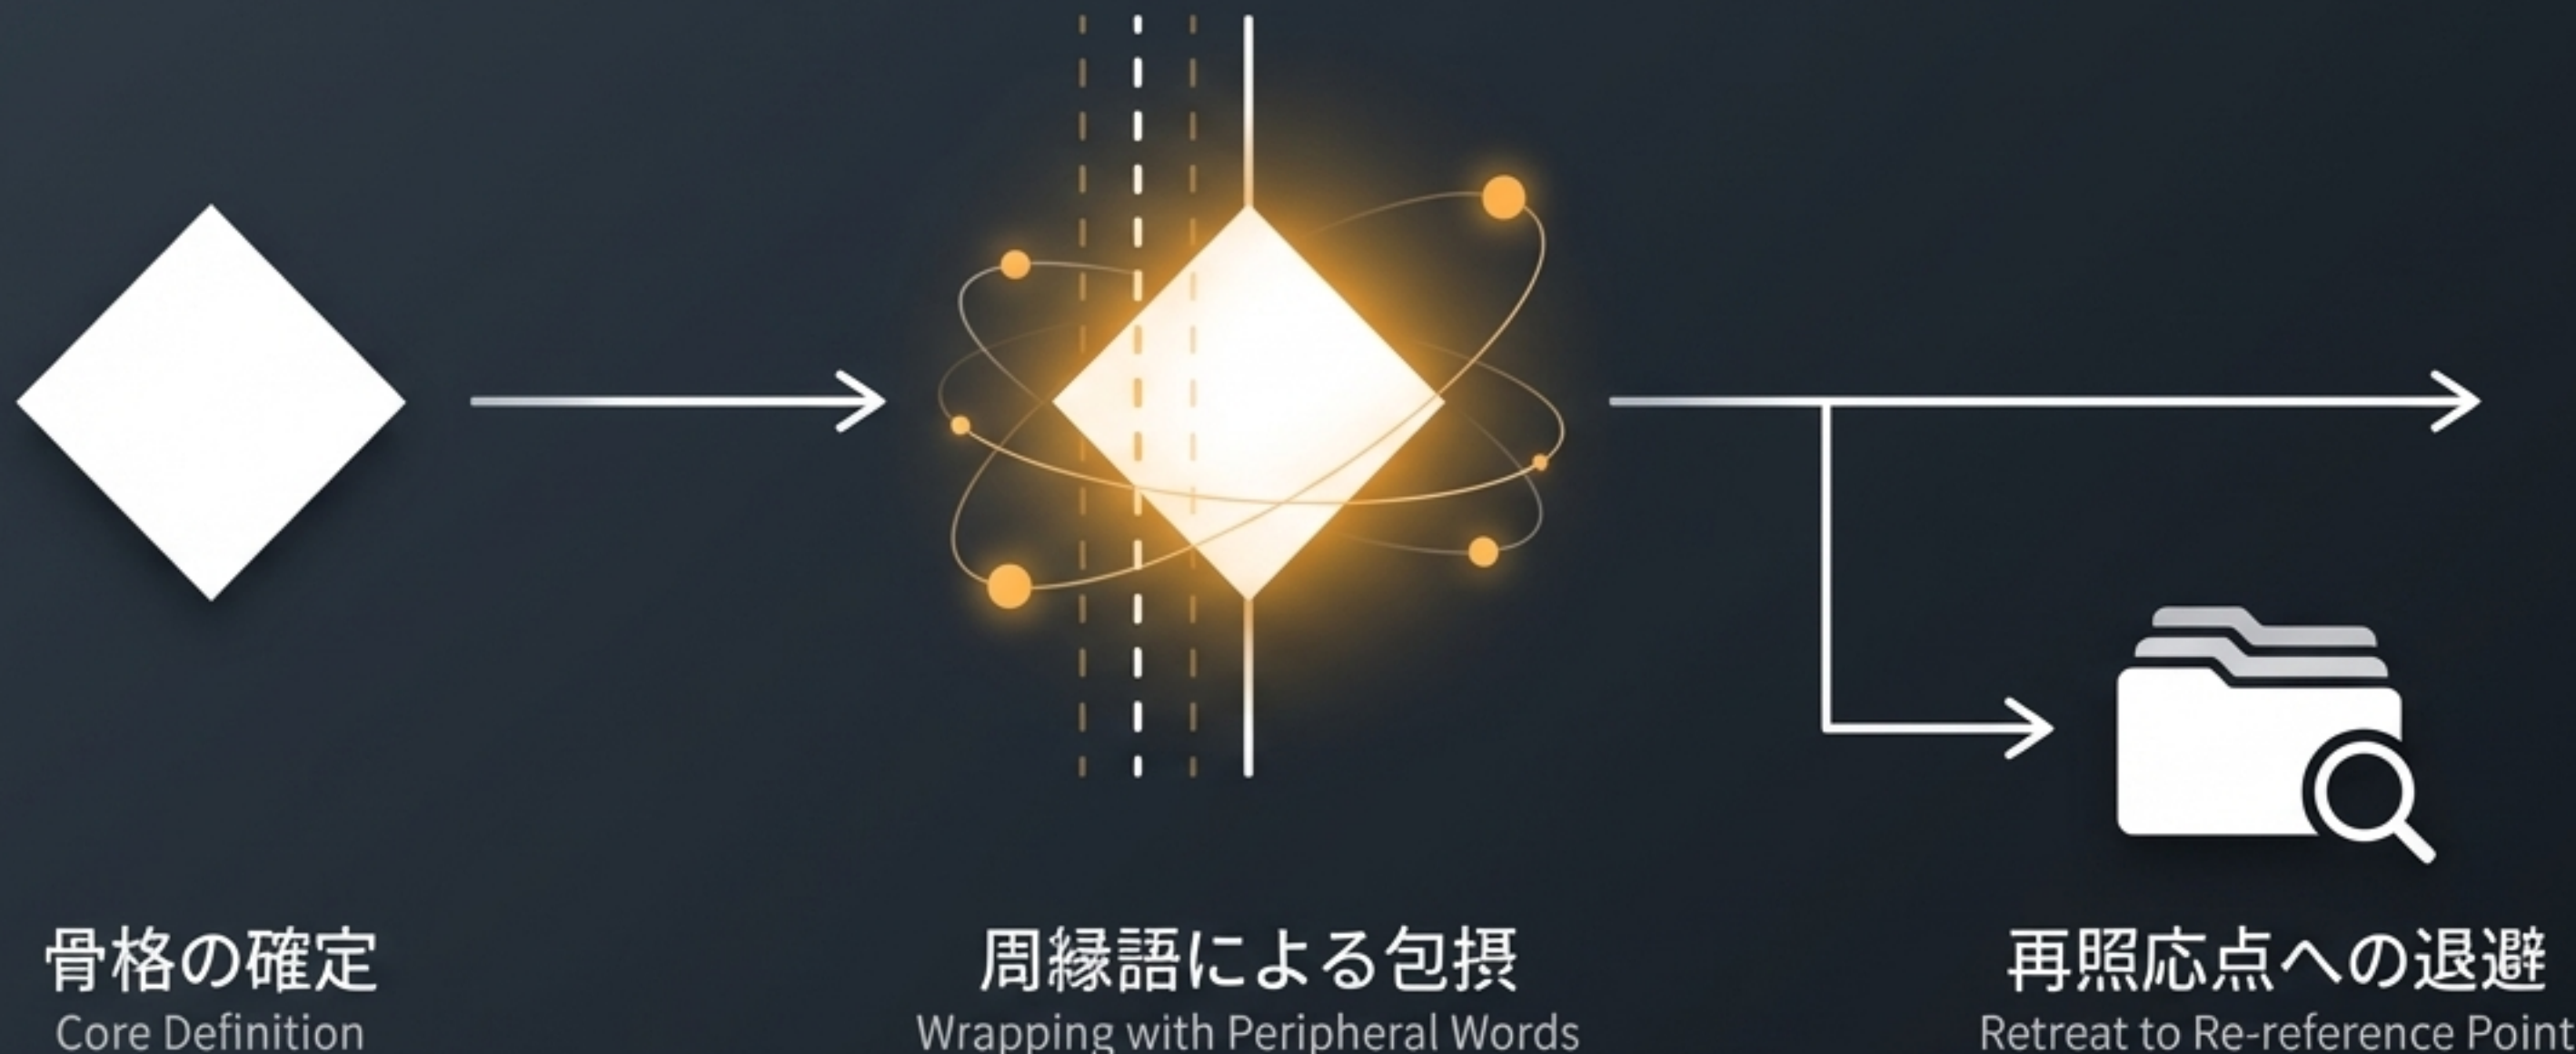 骨格の確定
Core Definition
周縁語による包摂
Wrapping with Peripheral Words
再照応点への退避
Retreat to Re-reference Point